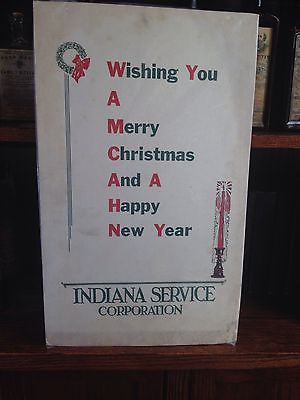 Wishing You
A
Merry
Christmas
And A
Happy
New Year
INDIANA SERVICE
CORPORATION